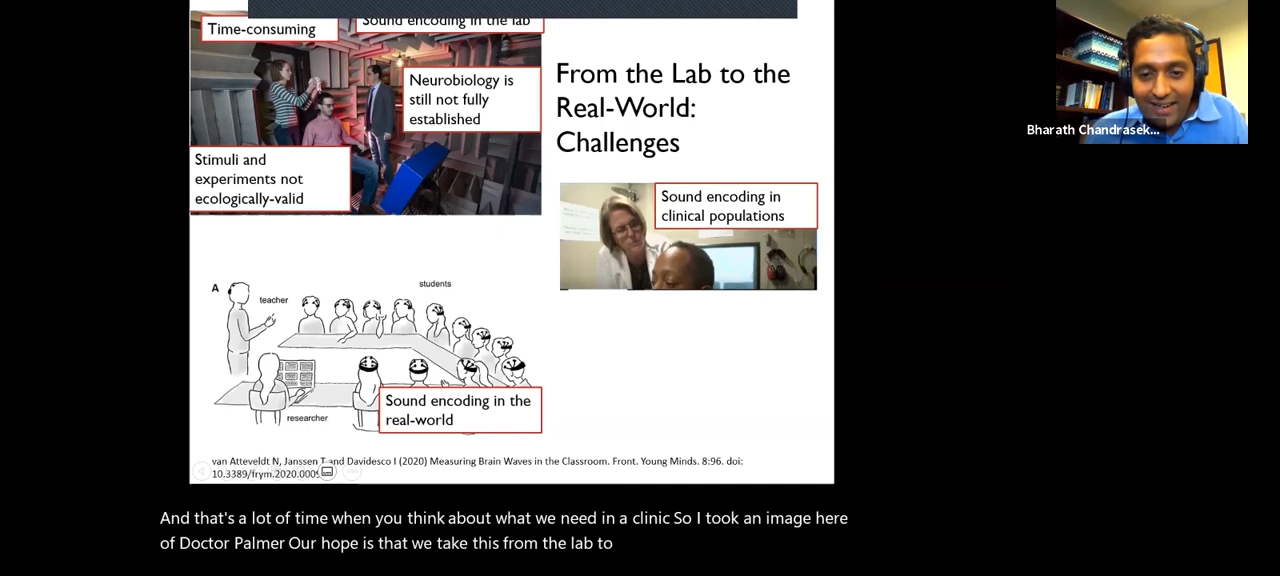 Time-consuming
Sound encoding in the lab
Neurobiology is
still not fully
established
Stimuli and
experiments not
ecologically-valid
From the Lab to the
Real-World:
Challenges
Sound encoding in
clinical populations
Bharath Chandrasek...
A
teacher
students
researcher
Sound encoding in the
real-world
van Atteveldt N, Janssen T and Davidesco I (2020) Measuring Brain Waves in the Classroom. Front. Young Minds. 8:96. doi:
10.3389/frym.2020.000
And that's a lot of time when you think about what we need in a clinic So I took an image here
of Doctor Palmer Our hope is that we take this from the lab to